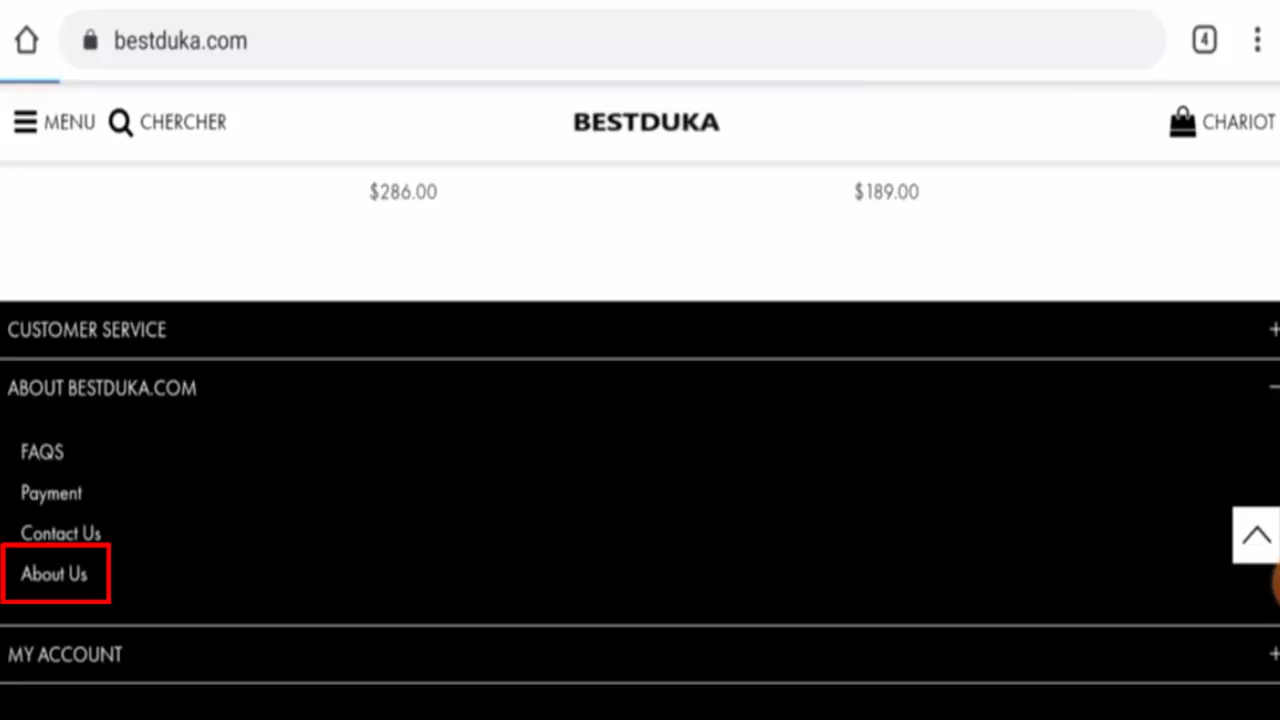 bestduka.com 4
MENU CHERCHER BESTDUKA CHARIOT
$286.00 $189.00
CUSTOMER SERVICE +
ABOUT BESTDUKA.COM −
FAQS
Payment
Contact Us
About Us
MY ACCOUNT +